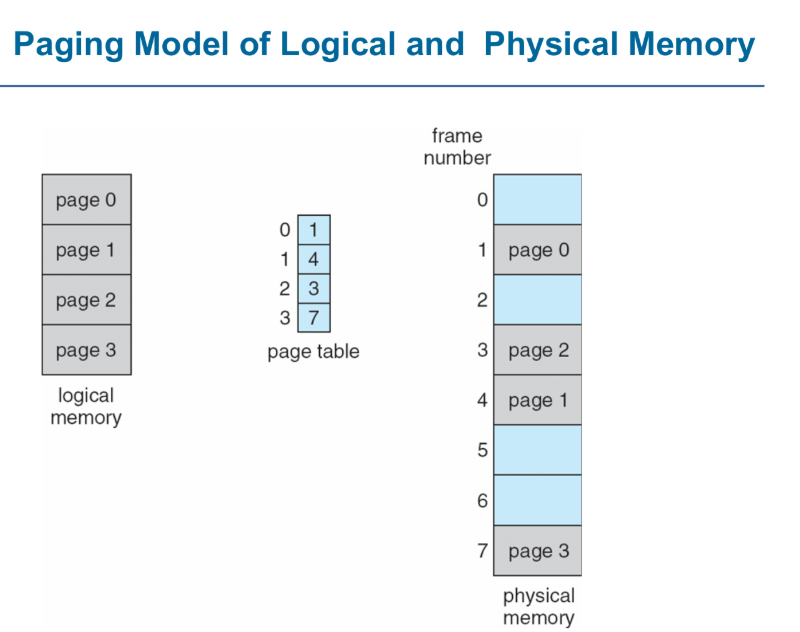 Paging Model of Logical and  Physical Memory
page 0
page 1
page 2
page 3
logical
memory
0 1
1 4
2 3
3 7
page table
frame
number
0
1 page 0
2
3 page 2
4 page 1
5
6
7 page 3
physical
memory